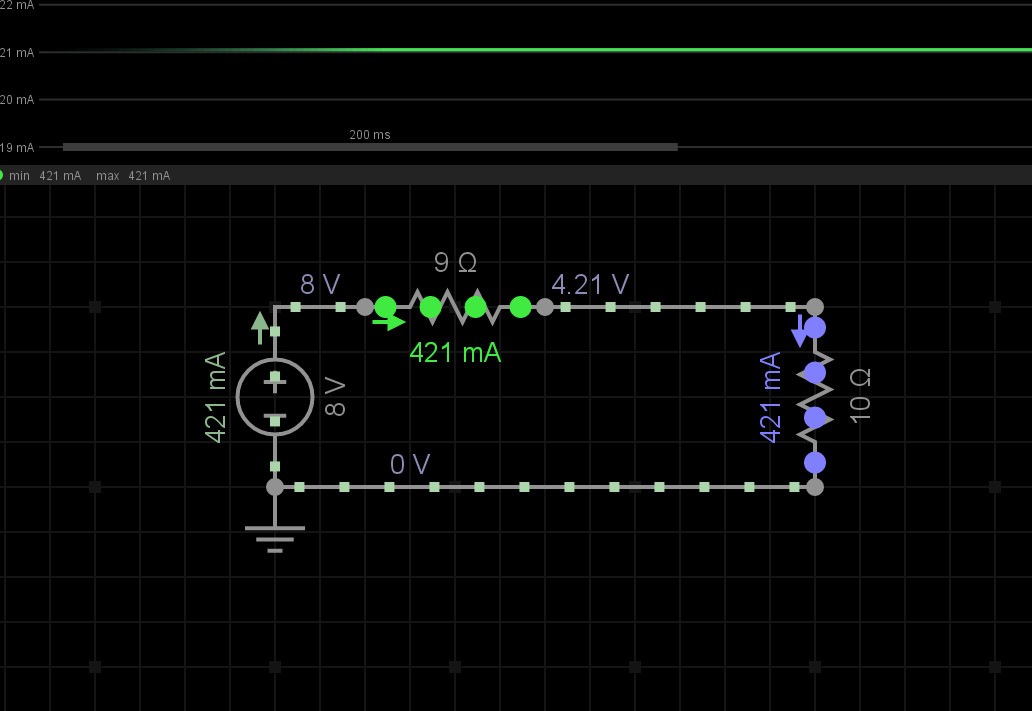 22 mA
21 mA
20 mA
200 ms
19 mA
min 421 mA max 421 mA
9 Ω
8 V
4.21 V
421 mA
421 mA
8 V
421 mA
10 Ω
0 V